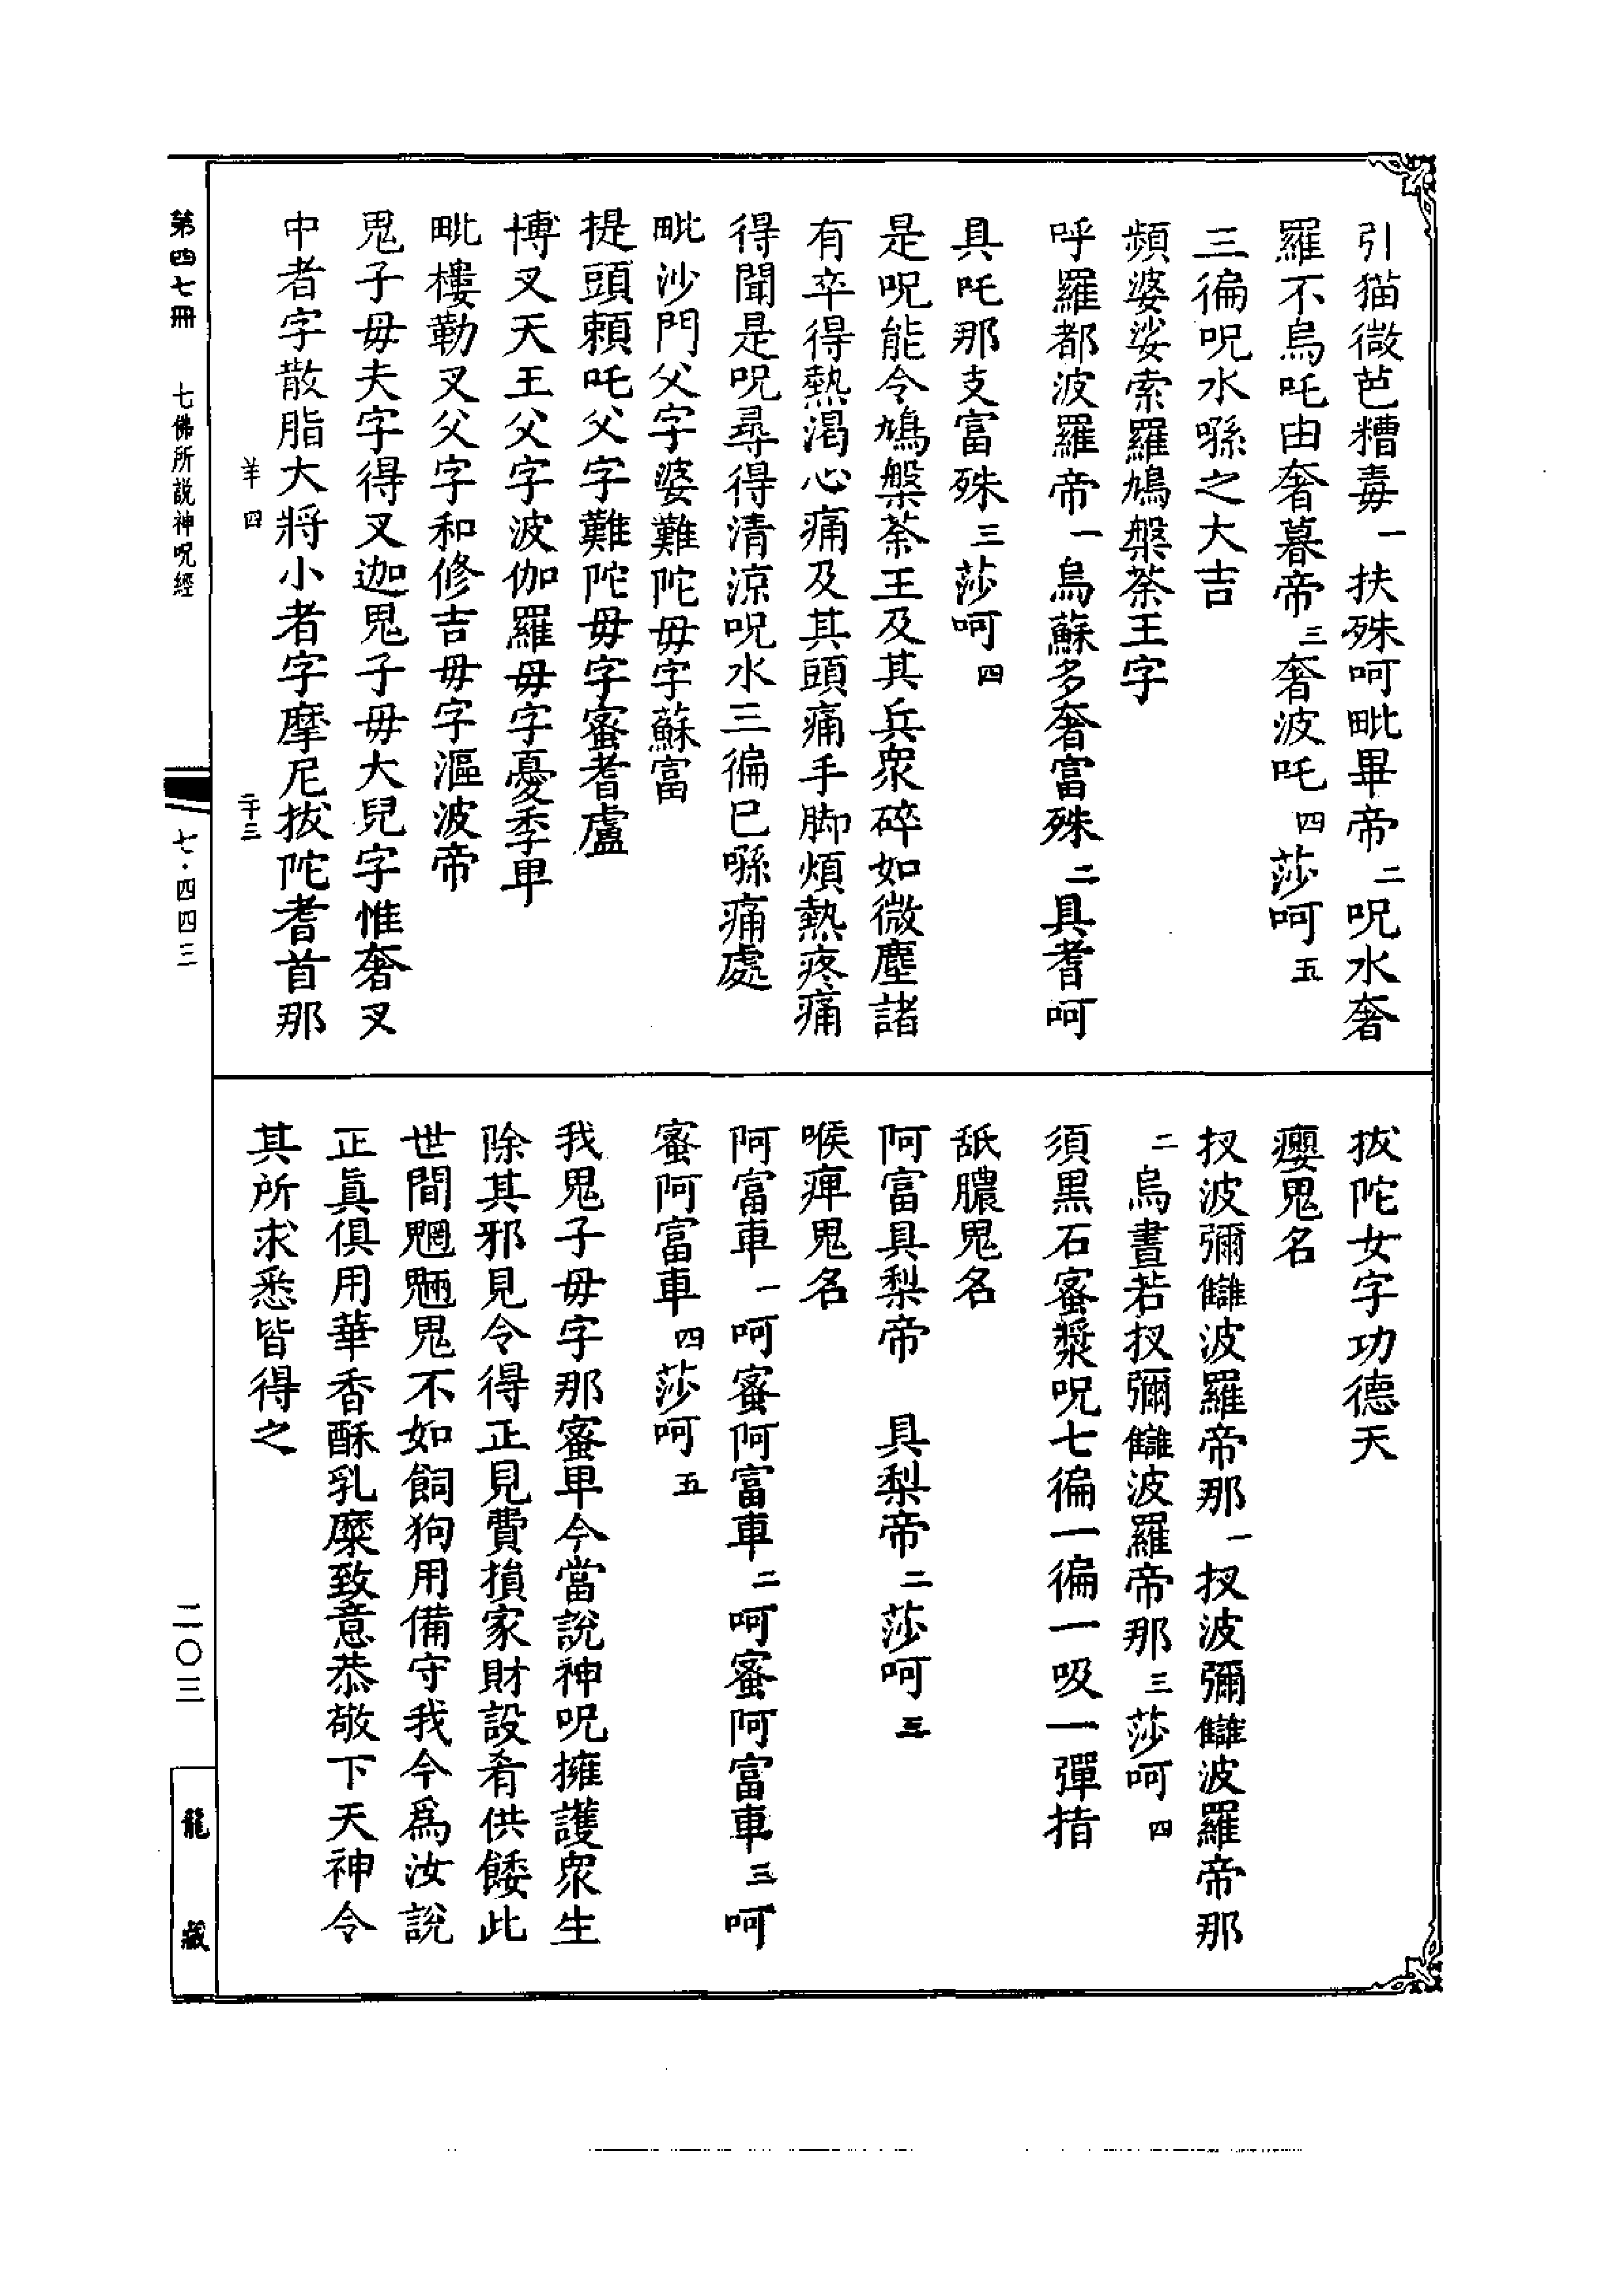 引猫微芭糟毒一扶殊呵毗畢帝二呪水奢
羅不烏吒由奢暮帝三奢波吒四莎呵五
三徧呪水噀之大吉
頻婆娑索羅鳩槃荼王字
呼羅都波羅帝一烏蘇多奢富殊二具耆呵
具吒那支富殊三莎呵四
是呪能令鳩槃荼王及其兵衆碎如微塵諸
有卒得熱渴心痛及其頭痛手脚煩熱疼痛
得聞是呪尋得清涼呪水三徧已噀痛處
毗沙門父字婆難陀毋字蘇富
提頭賴吒父字難陀毋字蜜耆盧
博叉天王父字波伽羅毋字憂季卑
毗樓勒叉父字和修吉毋字漚波帝
鬼子毋夫字得叉迦鬼子毋大兒字惟奢叉
中者字散脂大將小者字摩尼拔陀耆首那
羊四 二十三
拔陀女字功德天
癭鬼名
扠波彌讎波羅帝那一扠波彌讎波羅帝那
二烏晝若扠彌讎波羅帝那三莎呵四
須黒石蜜漿呪七徧一徧一吸一彈指
舐膿鬼名
阿富具梨帝 具梨帝二莎呵三
喉痺鬼名
阿富車一呵蜜阿富車二呵蜜阿富車三呵
蜜阿富車四莎呵五
我鬼子毋字那蜜卑今當說神呪擁護衆生
除其邪見令得正見費損家財設肴供餧此
世間魍魎鬼不如飼狗用備守我今爲汝說
正眞俱用華香酥乳糜致意恭敬下天神令
其所求悉皆得之
第四七冊 七佛所說神呪經 七·四四三 二〇三 龍藏